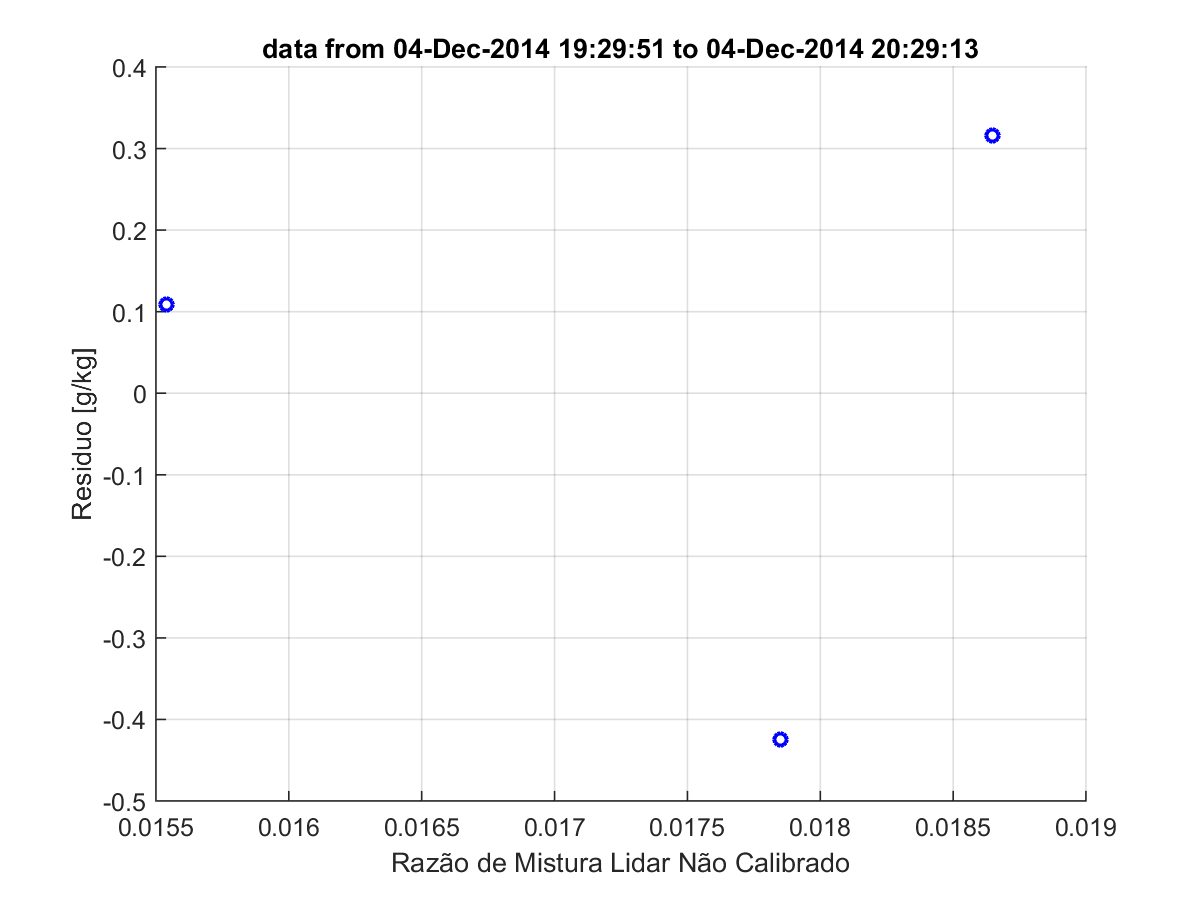 data from 04-Dec-2014 19:29:51 to 04-Dec-2014 20:29:13
0.4
0.3
0.2
0.1
0
-0.1
-0.2
-0.3
-0.4
-0.5
Residuo [g/kg]
0.0155 0.016 0.0165 0.017 0.0175 0.018 0.0185 0.019
Razão de Mistura Lidar Não Calibrado